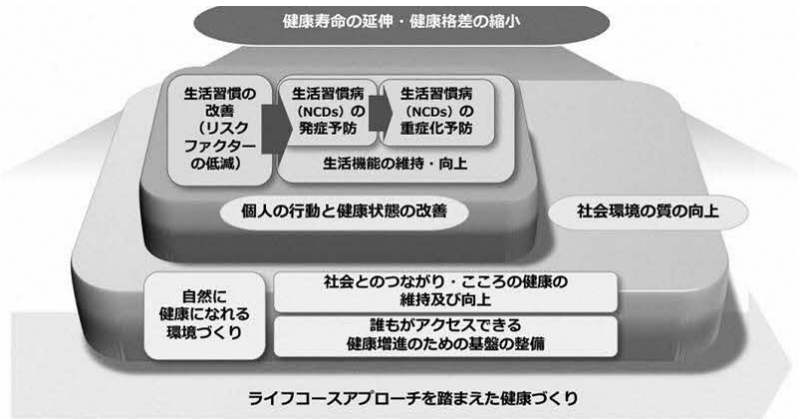 健康寿命の延伸・健康格差の縮小
生活習慣の
改善
(リスク
ファクター
の低減)
生活習慣病
(NCDs)の
発症予防
生活習慣病
(NCDs)の
重症化予防
生活機能の維持・向上
個人の行動と健康状態の改善
社会環境の質の向上
自然に
健康になれる
環境づくり
社会とのつながり・こころの健康の
維持及び向上
誰もがアクセスできる
健康増進のための基盤の整備
ライフコースアプローチを踏まえた健康づくり